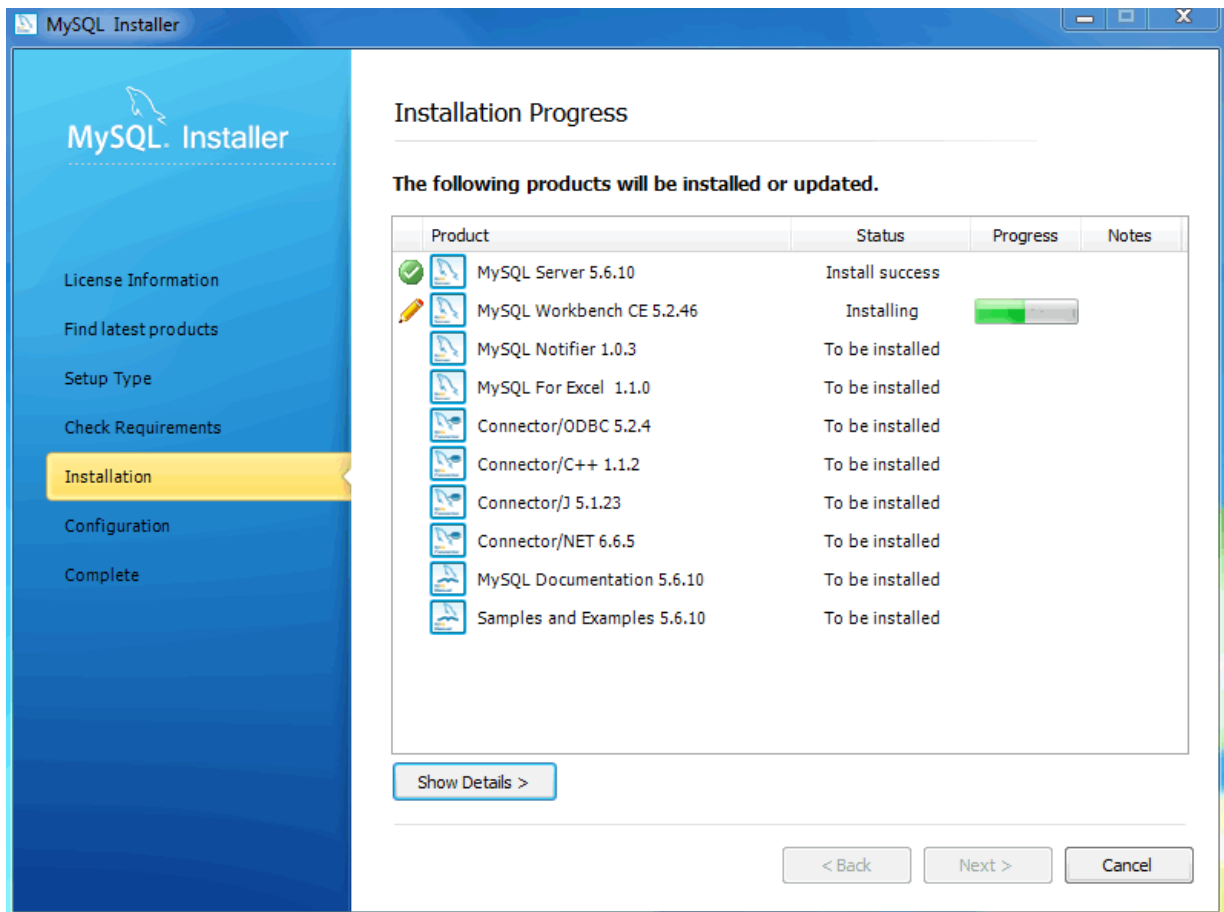 MySQL Installer
MySQL. Installer
License Information
Find latest products
Setup Type
Check Requirements
Installation
Configuration
Complete
Installation Progress
The following products will be installed or updated.
Product Status Progress Notes
MySQL Server 5.6.10 Install success
MySQL Workbench CE 5.2.46 Installing
MySQL Notifier 1.0.3 To be installed
MySQL For Excel 1.1.0 To be installed
Connector/ODBC 5.2.4 To be installed
Connector/C++ 1.1.2 To be installed
Connector/J 5.1.23 To be installed
Connector/NET 6.6.5 To be installed
MySQL Documentation 5.6.10 To be installed
Samples and Examples 5.6.10 To be installed
Show Details >
< Back Next > Cancel